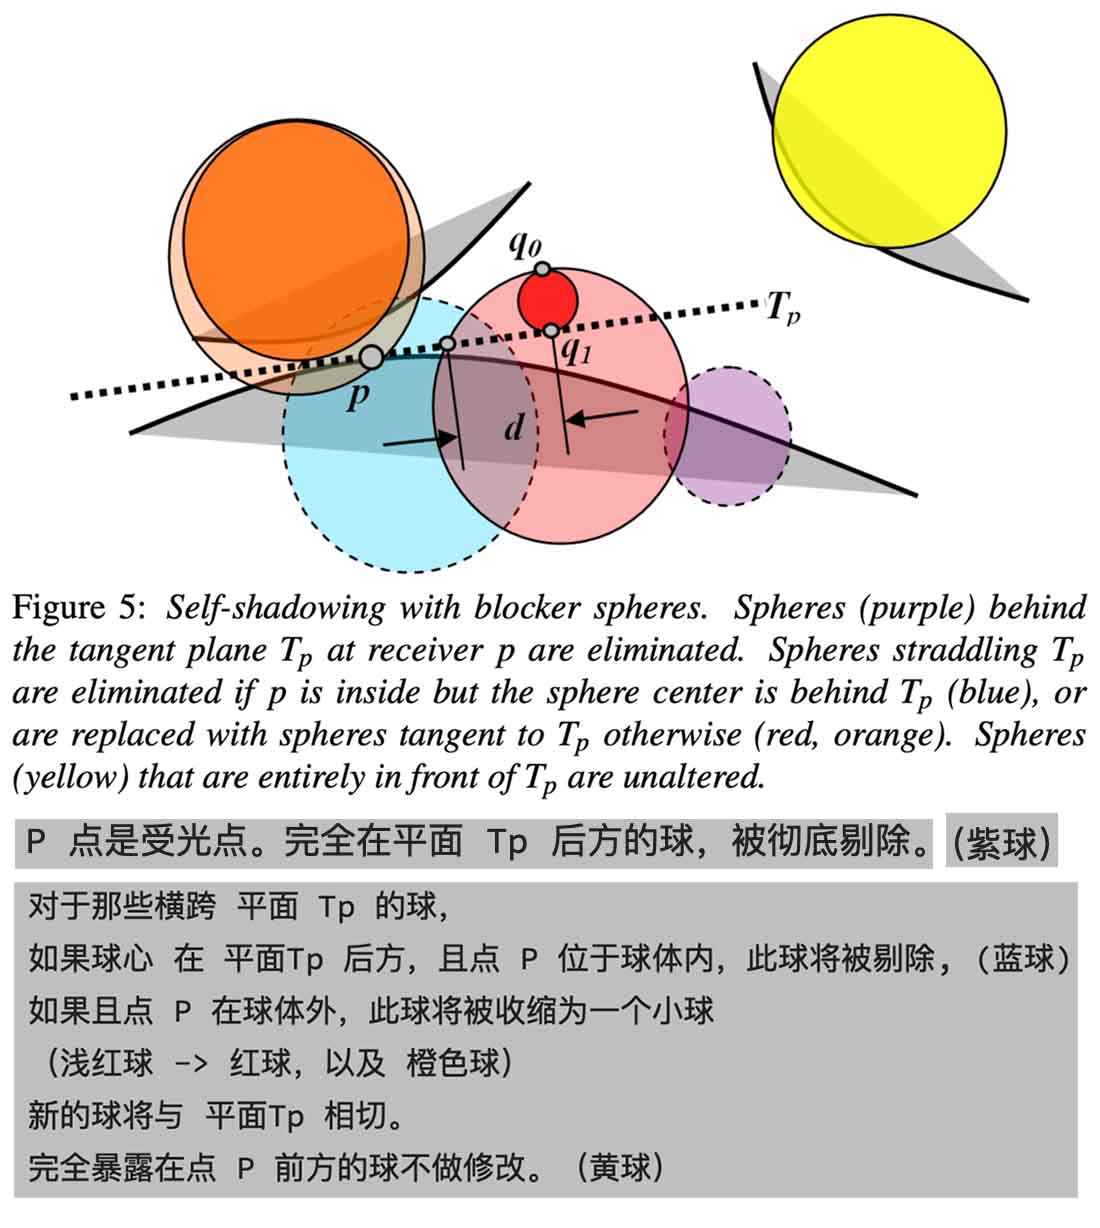 q0
Tp
q1
p
d
Figure 5: Self-shadowing with blocker spheres. Spheres (purple) behind
the tangent plane Tp at receiver p are eliminated. Spheres straddling Tp
are eliminated if p is inside but the sphere center is behind Tp (blue), or
are replaced with spheres tangent to Tp otherwise (red, orange). Spheres
(yellow) that are entirely in front of Tp are unaltered.
P 点是受光点。完全在平面 Tp 后方的球，被彻底剔除。(紫球)
对于那些横跨 平面 Tp 的球，
如果球心 在 平面Tp 后方，且点 P 位于球体内，此球将被剔除，(蓝球)
如果且点 P 在球体外，此球将被收缩为一个小球
（浅红球 -> 红球，以及 橙色球）
新的球将与 平面Tp 相切。
完全暴露在点 P 前方的球不做修改。（黄球）